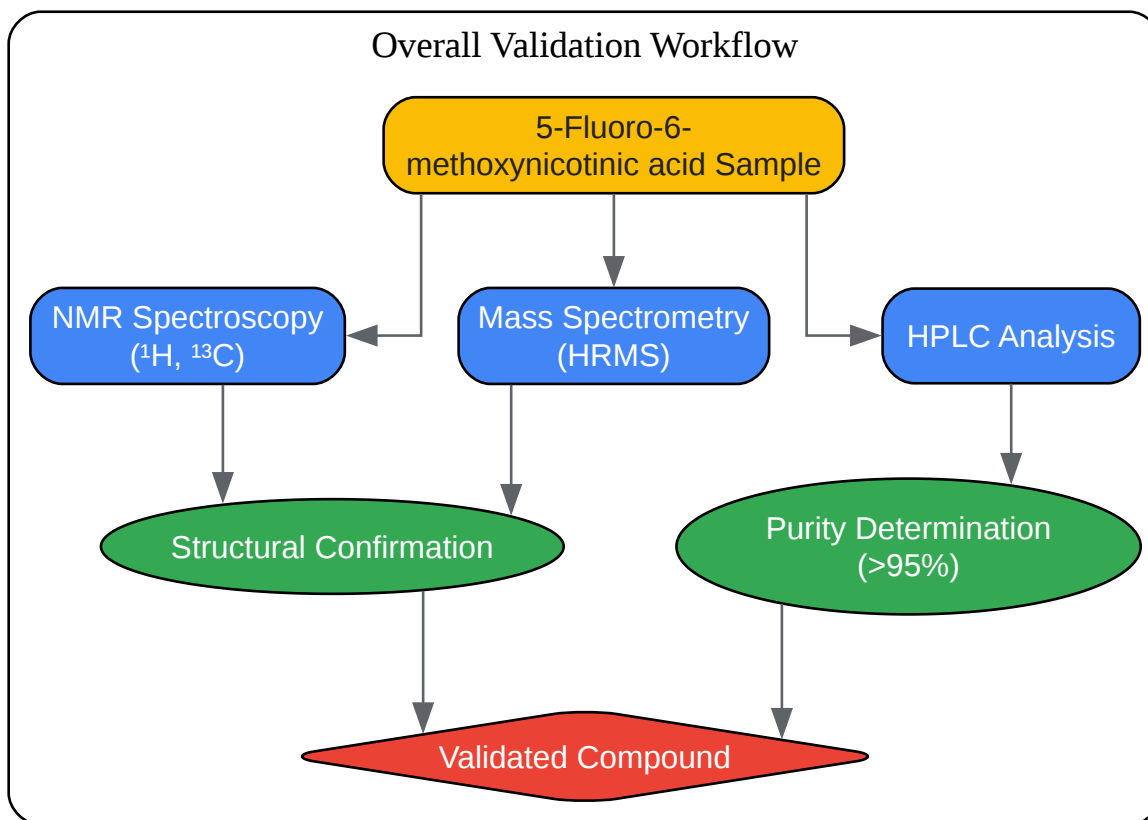 Overall Validation Workflow
5-Fluoro-6-
methoxynicotinic acid Sample
NMR Spectroscopy
(¹H, ¹³C)
Mass Spectrometry
(HRMS)
HPLC Analysis
Structural Confirmation
Purity Determination
(>95%)
Validated Compound